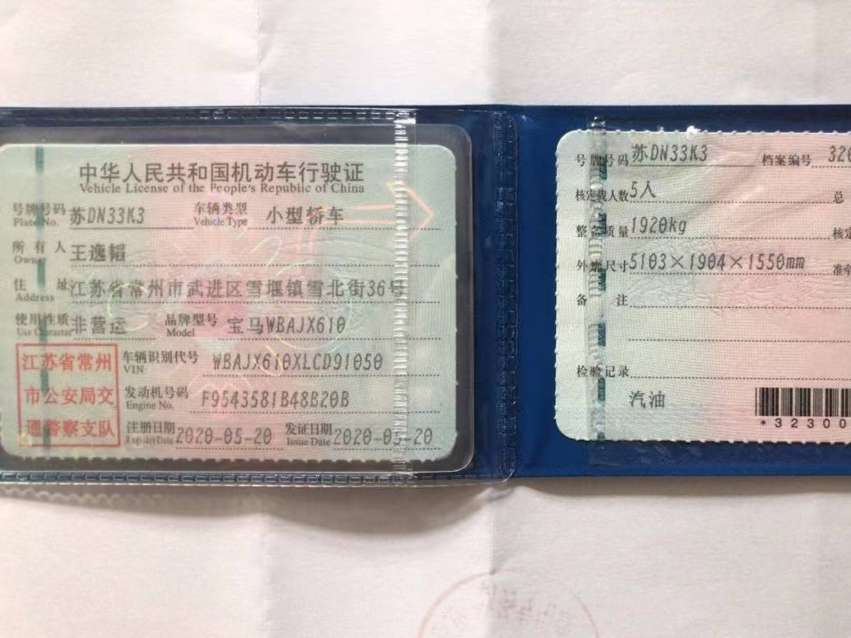 中华人民共和国机动车行驶证
Vehicle License of the People's Republic of China
号牌号码 苏DN33K3 车辆类型 小型轿车
Plate No. Vehicle Type
所有人 王逸韬
Owner
住址 江苏省常州市武进区雪堰镇雪北街36号
Address
使用性质 非营运 品牌型号 宝马WBAJX610
Use Character Model
江苏省常州
市公安局交
通警察支队
车辆识别代号 WBAJX610XLCD91050
VIN
发动机号码 F9543581B48B20B
Engine No.
注册日期 2020-05-20 发证日期 2020-05-20
Issue Date
号牌号码 苏DN33K3 档案编号 320
核定载人数 5人 总
整备质量 1920kg 核定
外廓尺寸 5103×1904×1550mm 准牵
备注
检验记录
汽油
*32300